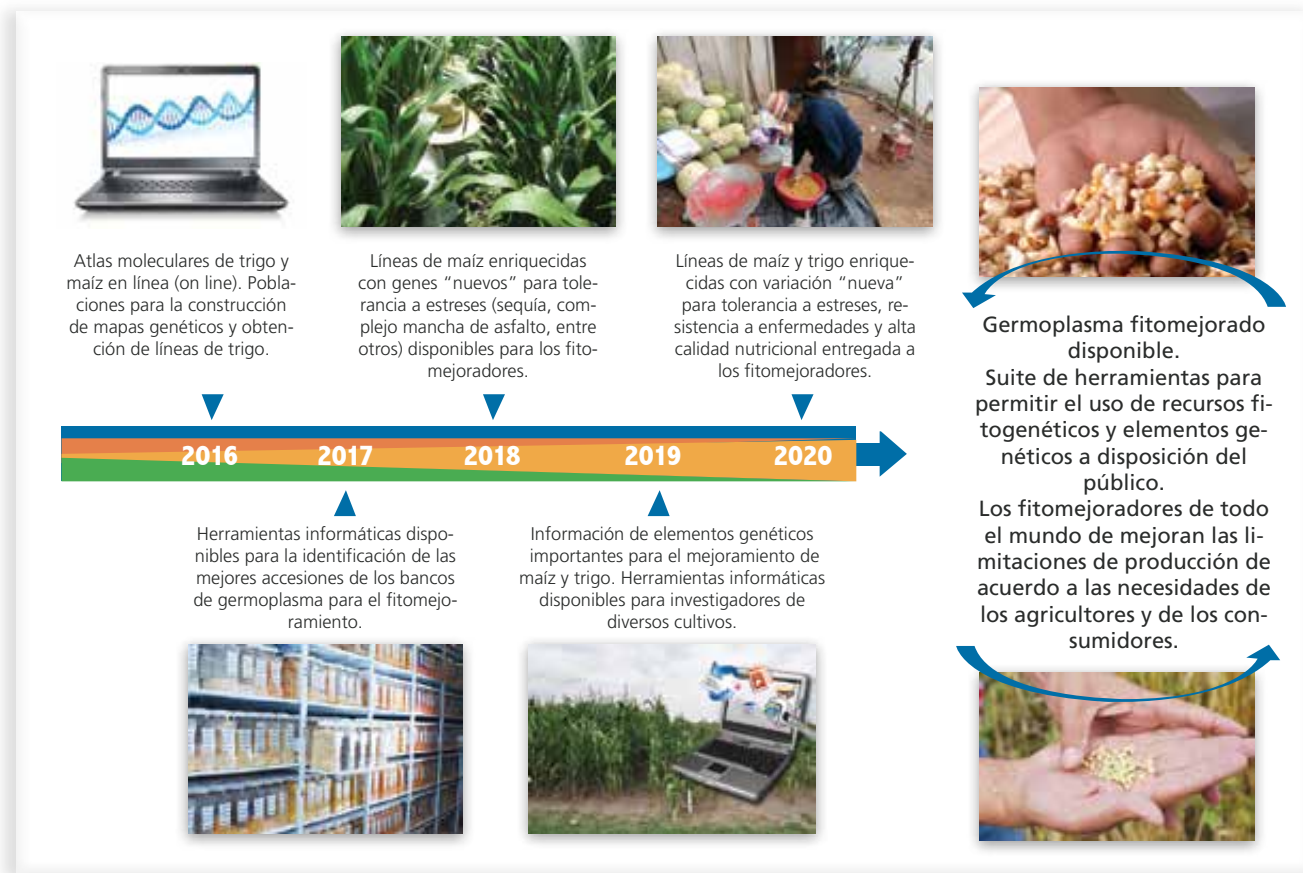 Atlas moleculares de trigo y
maíz en línea (on line). Pobla-
ciones para la construcción
de mapas genéticos y obten-
ción de líneas de trigo.
Líneas de maíz enriquecidas
con genes “nuevos” para tole-
rancia a estreses (sequía, com-
plejo mancha de asfalto, entre
otros) disponibles para los fito-
mejoradores.
Líneas de maíz y trigo enrique-
cidas con variación “nueva”
para tolerancia a estreses, re-
sistencia a enfermedades y alta
calidad nutricional entregada a
los fitomejoradores.
2016
2017
2018
2019
2020
Herramientas informáticas dispo-
nibles para la identificación de las
mejores accesiones de los bancos
de germoplasma para el fitomejo-
ramiento.
Información de elementos genéticos
importantes para el mejoramiento de
maíz y trigo. Herramientas informáticas
disponibles para investigadores de
diversos cultivos.
Germoplasma fitomejorado
disponible.
Suite de herramientas para
permitir el uso de recursos fi-
togenéticos y elementos ge-
néticos a disposición del
público.
Los fitomejoradores de todo
el mundo de mejoran las li-
mitaciones de producción de
acuerdo a las necesidades de
los agricultores y de los con-
sumidores.